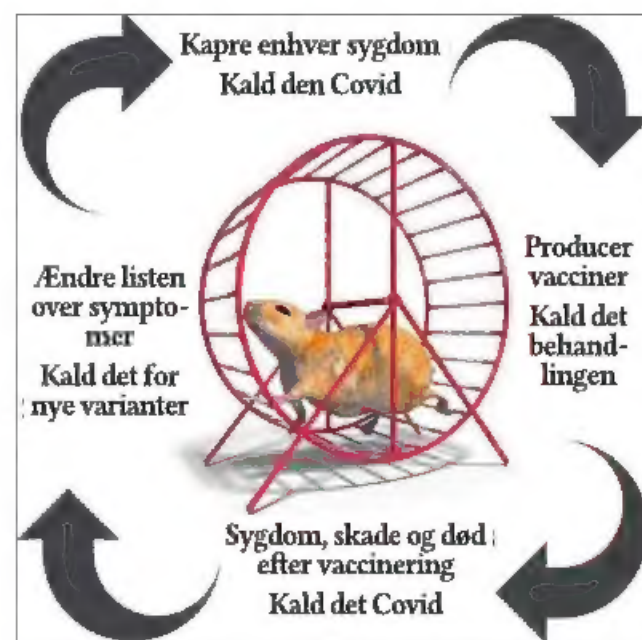 Kapre enhver sygdom
Kald den Covid
Producer
vacciner
Kald det
behand-
lingen
Sygdom, skade og død
efter vaccinering
Kald det Covid
Ændre listen
over sympto-
mer
Kald det for
nye varianter